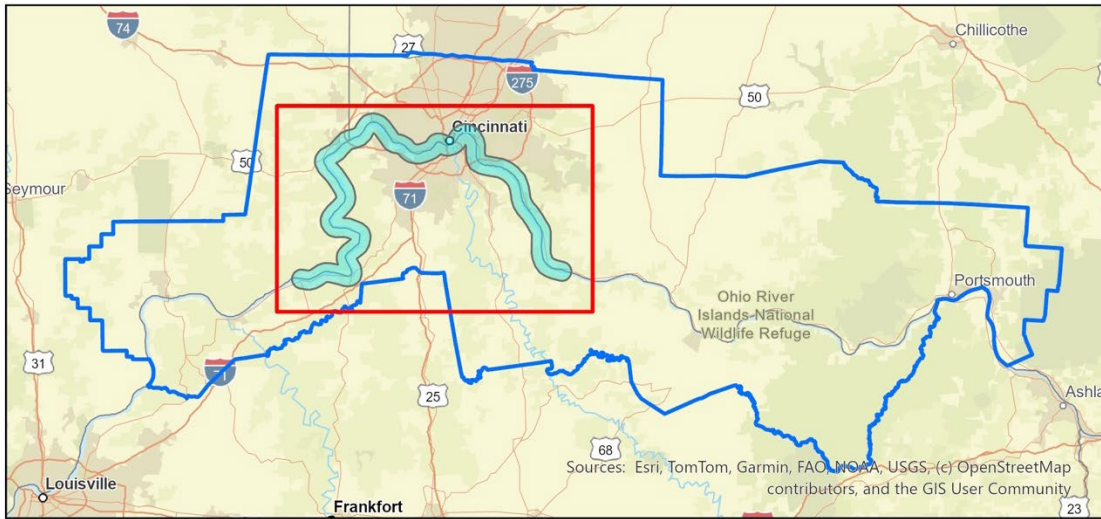 74
27
Chillicothe
275
50
Cincinnati
50
Seymour
71
Portsmouth
Ohio River
Islands National
Wildlife Refuge
31
71
25
Ashla
68
Sources: Esri, TomTom, Garmin, FAO, NOAA, USGS, (c) OpenStreetMap
contributors, and the GIS User Community
Louisville
23
Frankfort